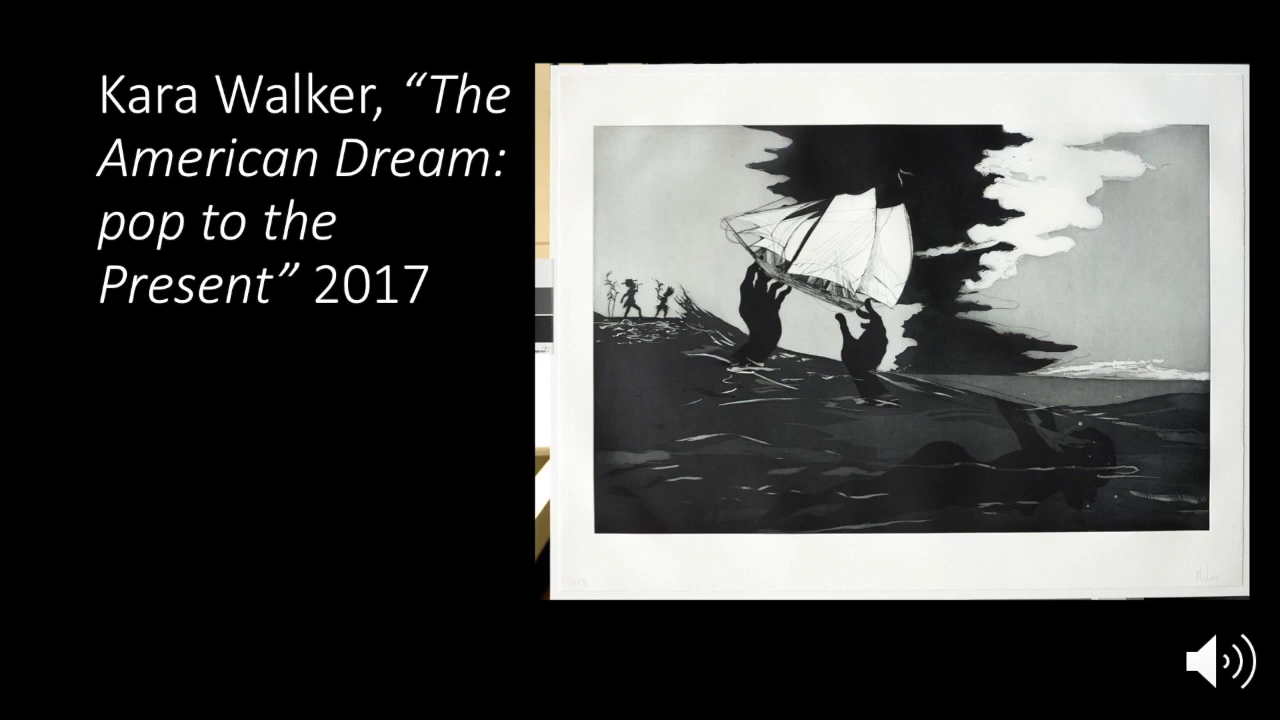 Kara Walker, “The
American Dream:
pop to the
Present” 2017